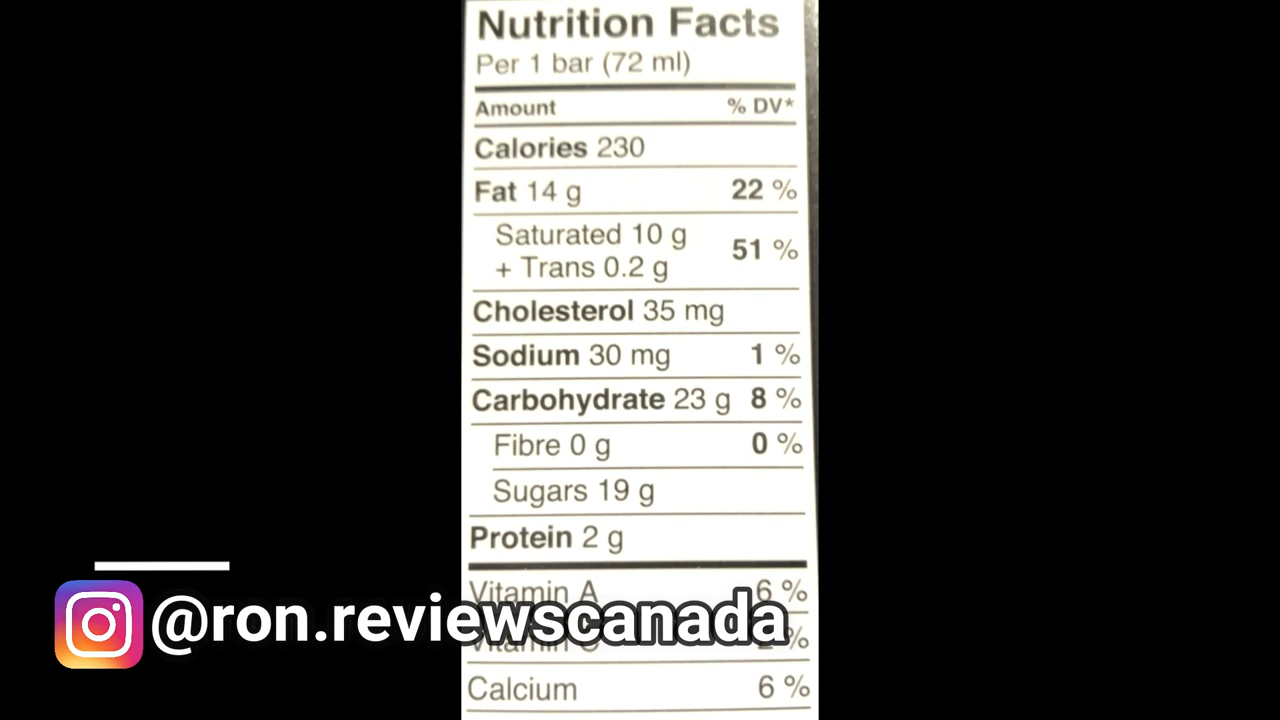 Nutrition Facts
Per 1 bar (72 ml)
Amount % DV*
Calories 230
Fat 14 g 22 %
Saturated 10 g
+ Trans 0.2 g 51 %
Cholesterol 35 mg
Sodium 30 mg 1 %
Carbohydrate 23 g 8 %
Fibre 0 g 0 %
Sugars 19 g
Protein 2 g
Vitamin A 6 %
@ron.reviewscanada
Vitamin %
Calcium 6 %